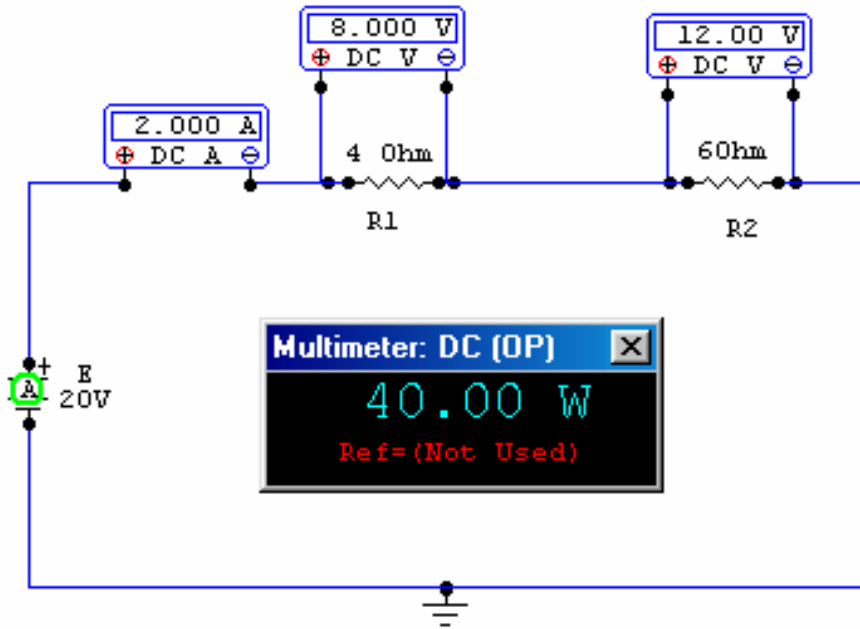 8.000 V
DC V
12.00 V
DC V
2.000 A
DC A
4 Ohm
6Ohm
R1
R2
Multimeter: DC (OP)
40.00 W
Ref=(Not Used)
+
A
E
20V